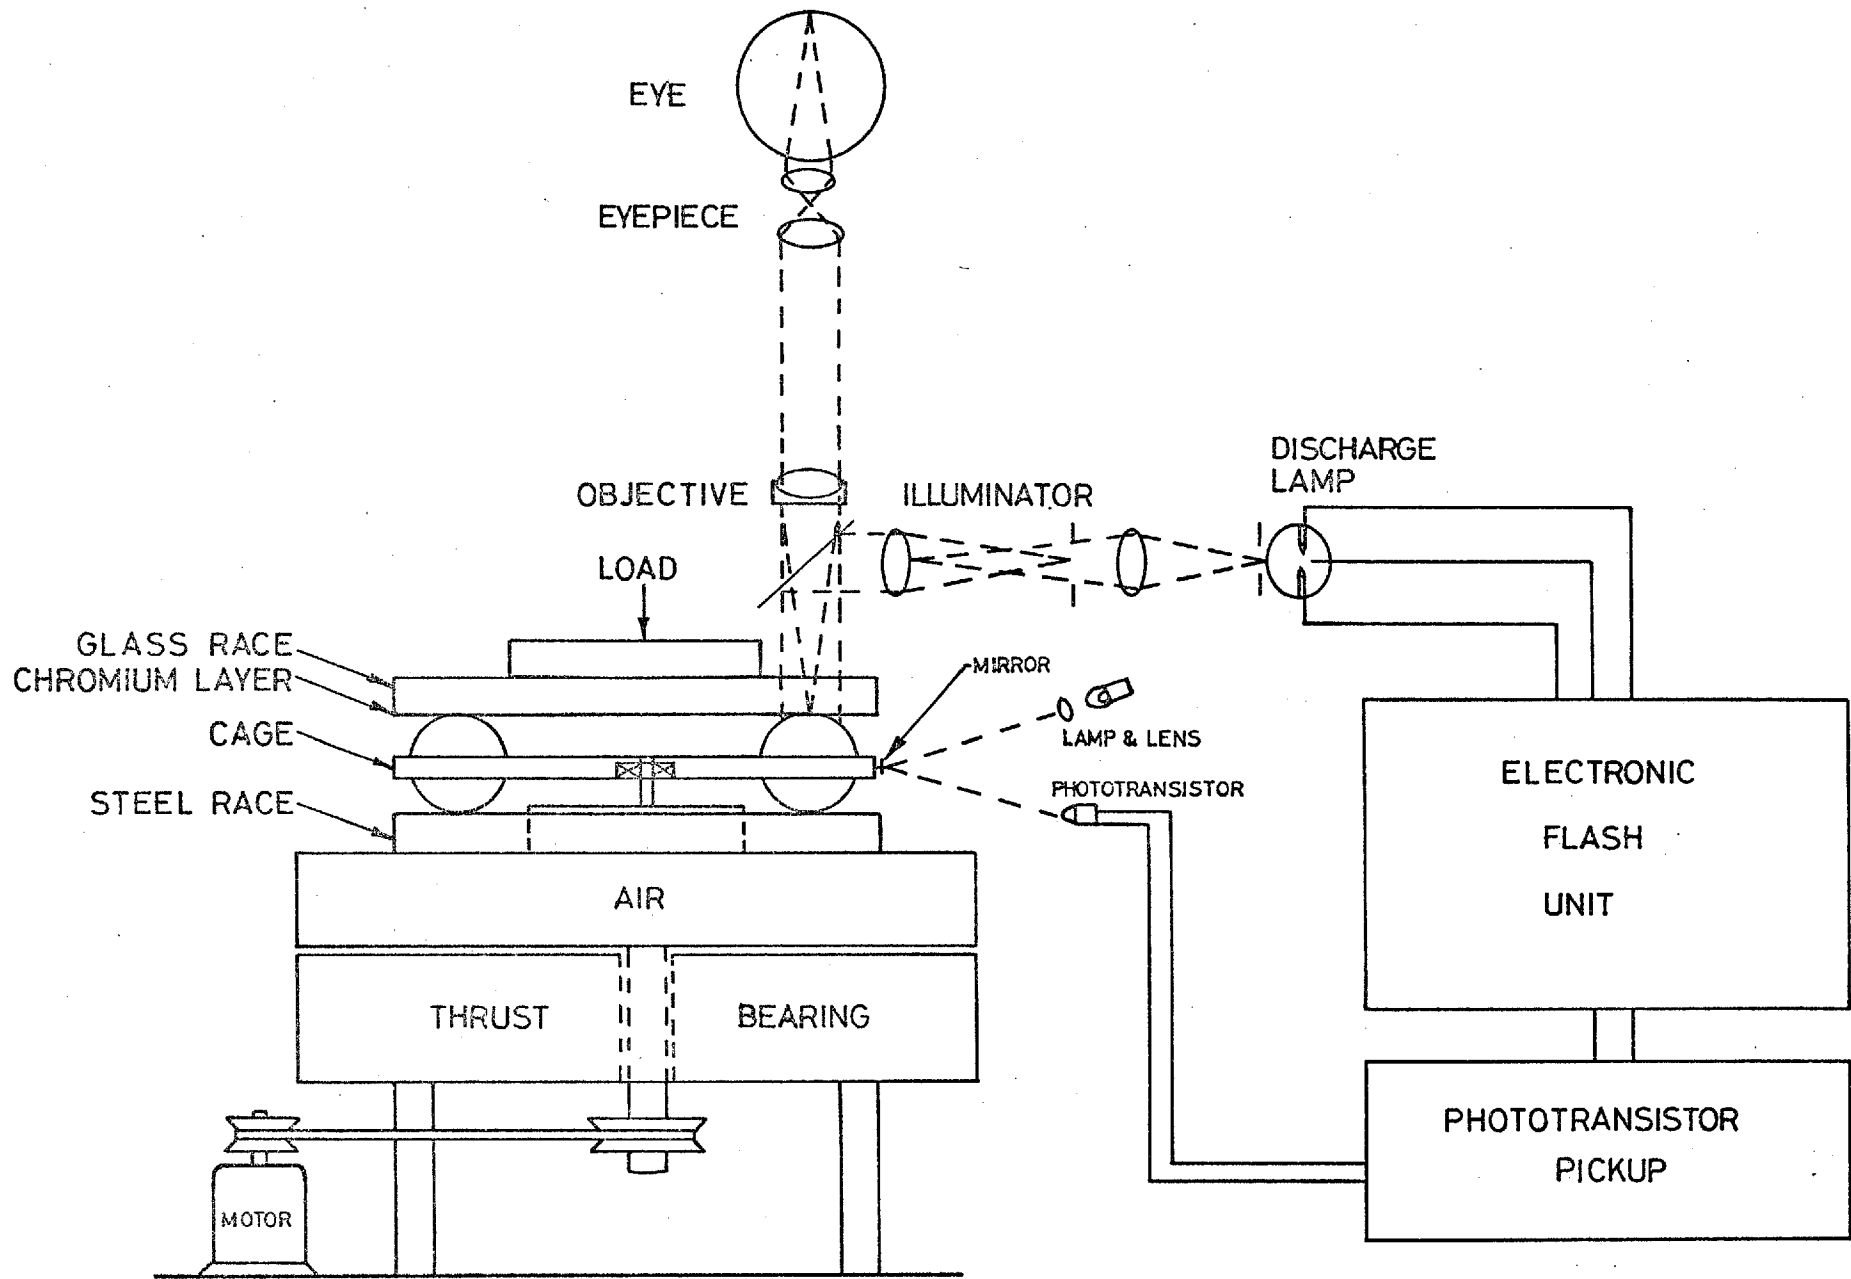 EYE
EYEPIECE
OBJECTIVE
ILLUMINATOR
DISCHARGE
LAMP
LOAD
GLASS RACE
CHROMIUM LAYER
CAGE
STEEL RACE
MIRROR
LAMP & LENS
PHOTOTRANSISTOR
ELECTRONIC
FLASH
UNIT
AIR
THRUST BEARING
PHOTOTRANSISTOR
PICKUP
MOTOR